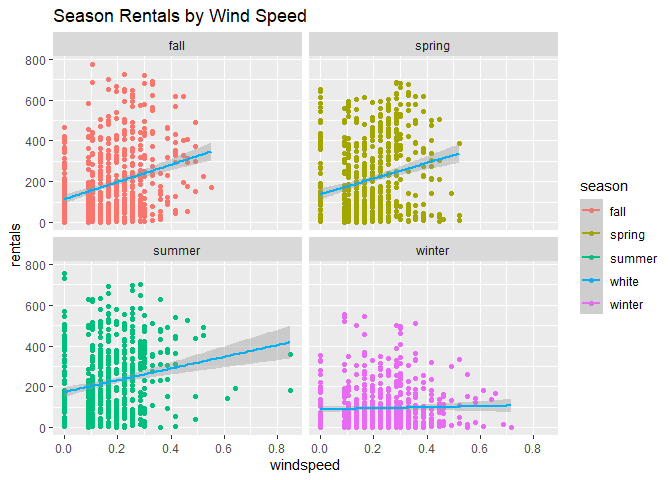 Season Rentals by Wind Speed
fall
spring
800
600
400
200
0
summer
winter
800
600
400
200
0
0.0 0.2 0.4 0.6 0.8
0.0 0.2 0.4 0.6 0.8
windspeed
rentals
season
fall
spring
summer
white
winter